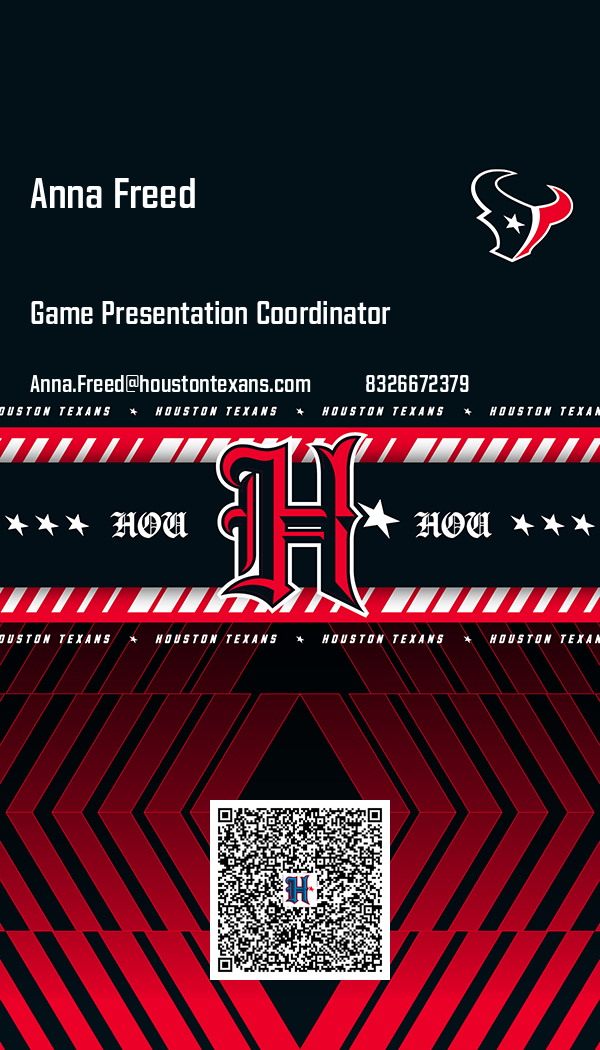 Anna Freed
Game Presentation Coordinator
Anna.Freed@houstontexans.com 8326672379
OUSTON TEXANS ★ HOUSTON TEXANS ★ HOUSTON TEXANS ★ HOUSTON TEXAN
★★★ HOU H★ HOU ★★★
OUSTON TEXANS ★ HOUSTON TEXANS ★ HOUSTON TEXANS ★ HOUSTON TEXAN
H